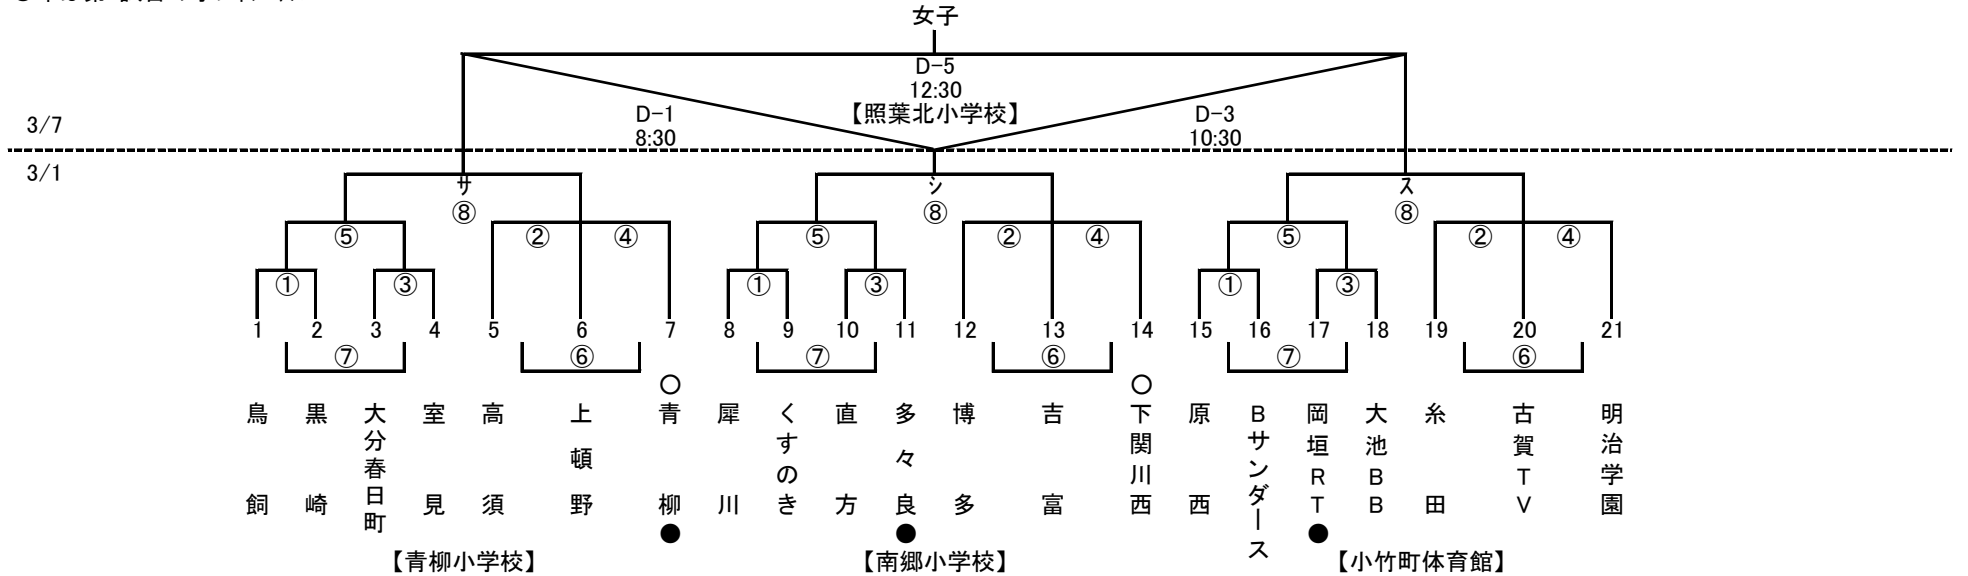 女子
D-5
12:30
【照葉北小学校】
D-1
8:30
D-3
10:30
3/7
3/1
サ シ ス
⑧ ⑧ ⑧
⑤ ② ④ ⑤ ② ④ ⑤ ② ④
① ③ ① ③ ① ③
1 2 3 4 5 6 7 8 9 10 11 12 13 14 15 16 17 18 19 20 21
⑦ ⑥ ⑦ ⑥ ⑦ ⑥
○ ○
鳥飼
黒崎
大分春日町
室見
高須
上頓野
青柳
犀川
くすのき
直方
多々良
博多
吉富
下関川西
原西
Bサンダース
岡垣RT
大池BB
糸田
古賀TV
明治学園
● ● ●
【青柳小学校】 【南郷小学校】 【小竹町体育館】